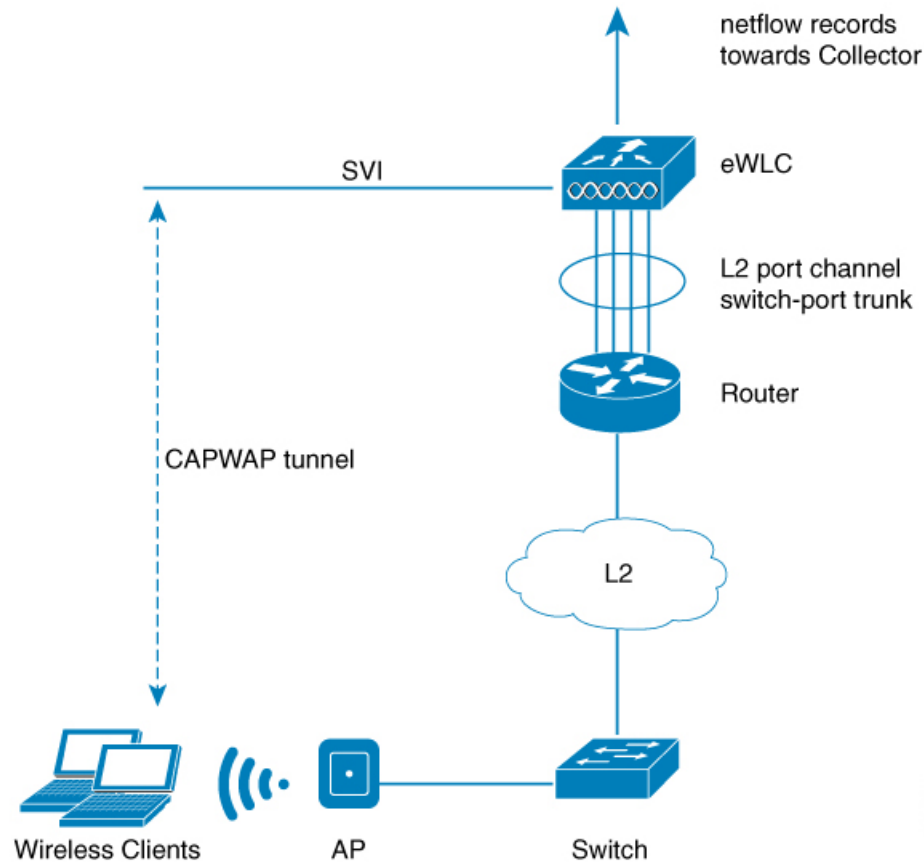 netflow records
towards Collector
eWLC
SVI
L2 port channel
switch-port trunk
Router
CAPWAP tunnel
L2
Wireless Clients
AP
Switch